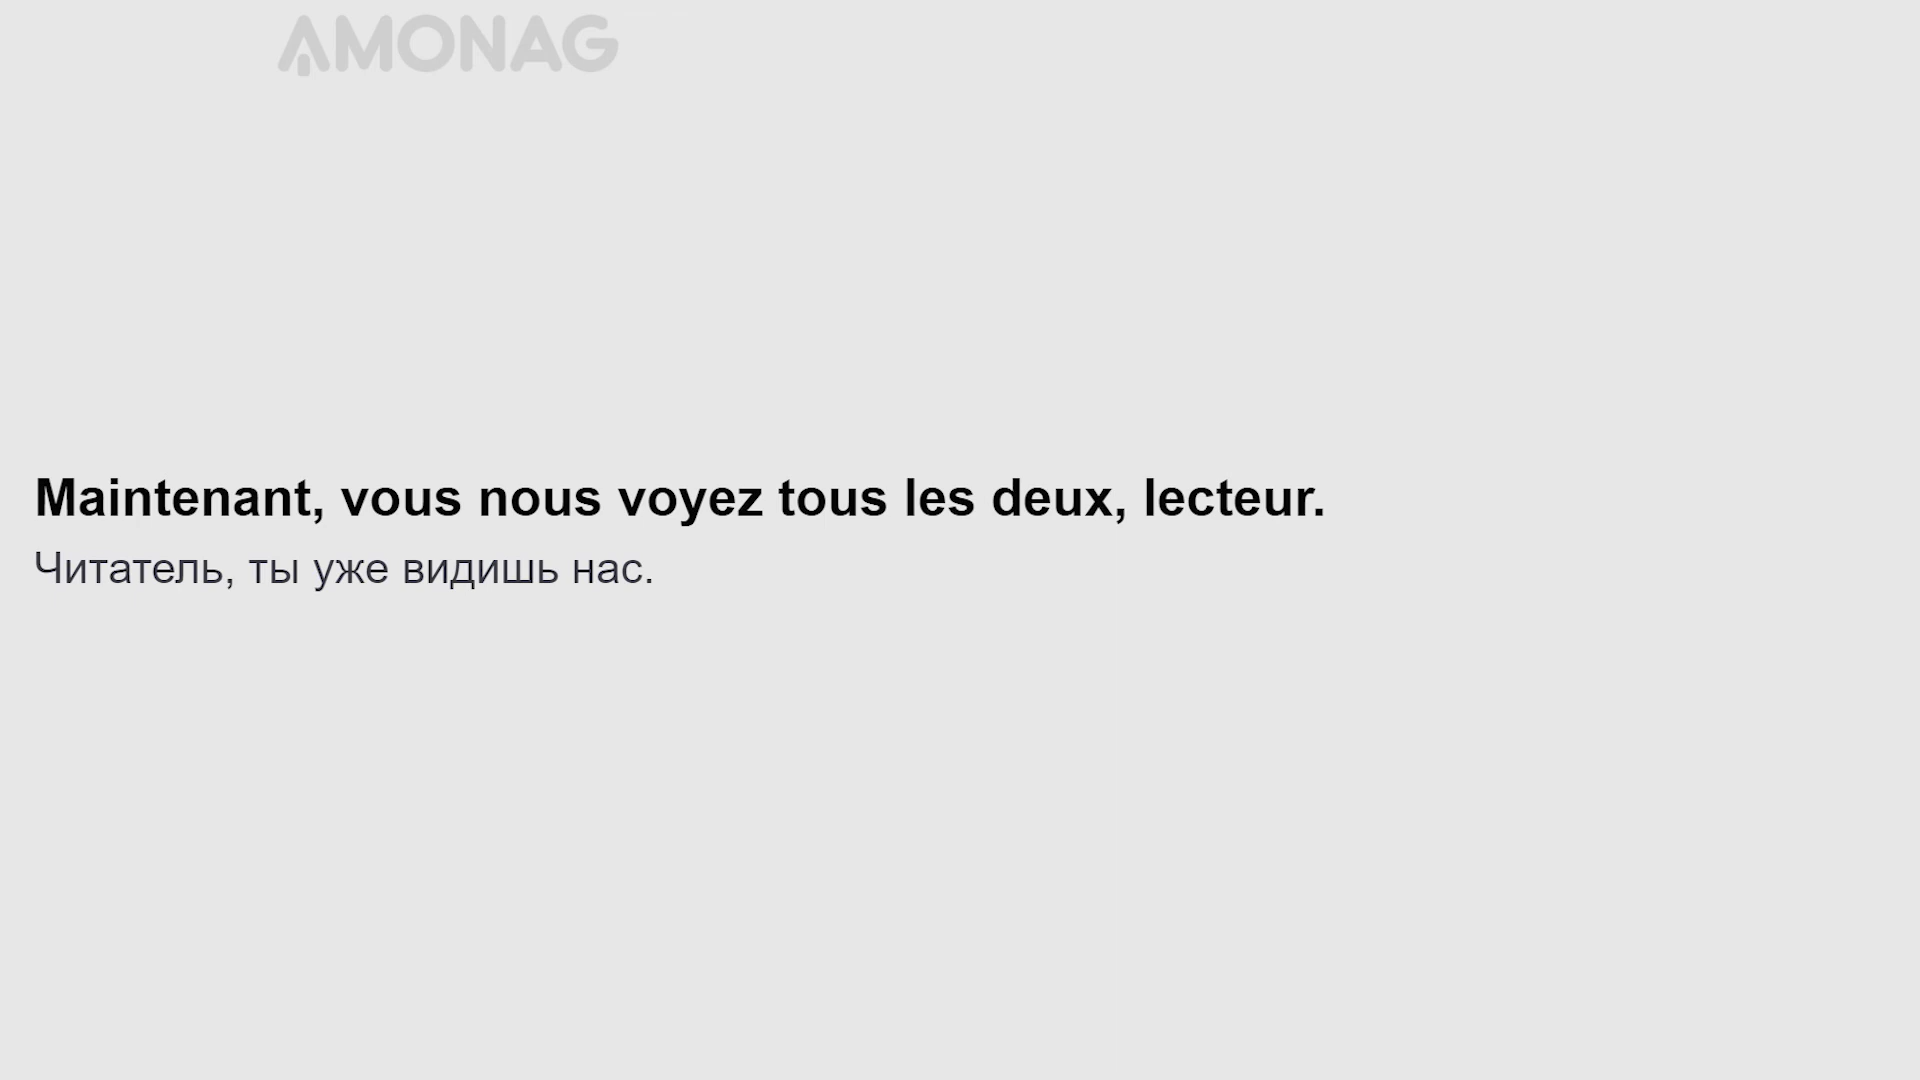 AMONAG
Maintenant, vous nous voyez tous les deux, lecteur.
Читатель, ты уже видишь нас.